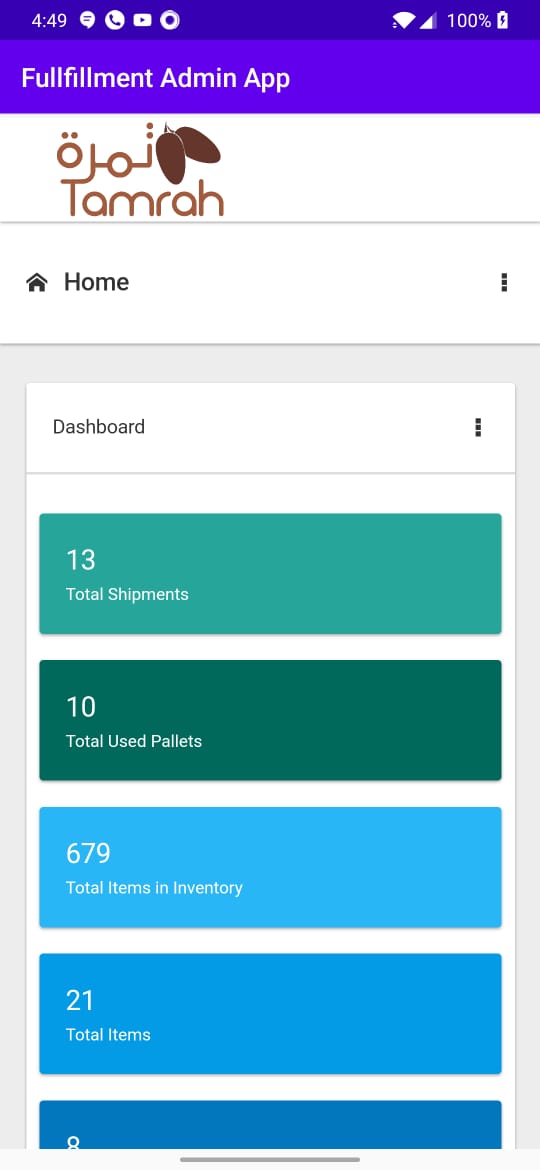 4:49
100%
Fullfillment Admin App
تمرة
Tamrah
Home
Dashboard
13
Total Shipments
10
Total Used Pallets
679
Total Items in Inventory
21
Total Items
8